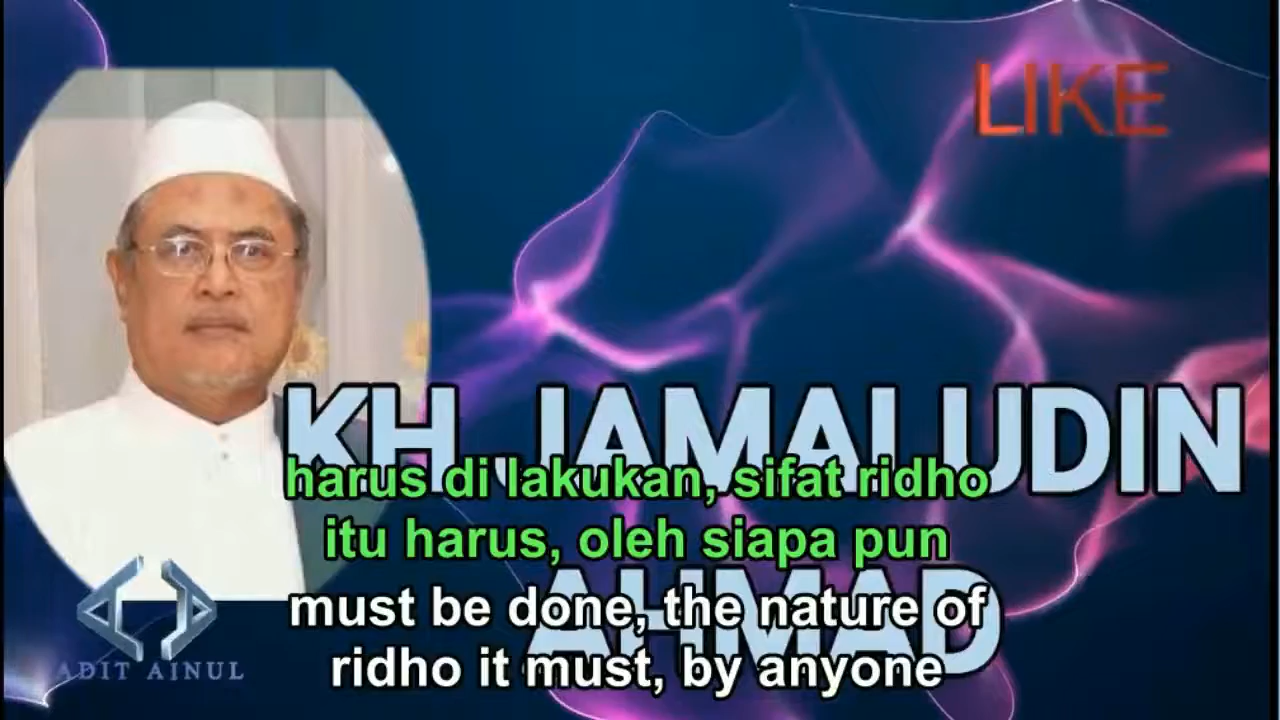 LIKE
KH JAMALUDIN
harus di lakukan, sifat ridho
itu harus, oleh siapa pun
AHMAD
must be done, the nature of
ridho it must, by anyone
ADIT AINUL